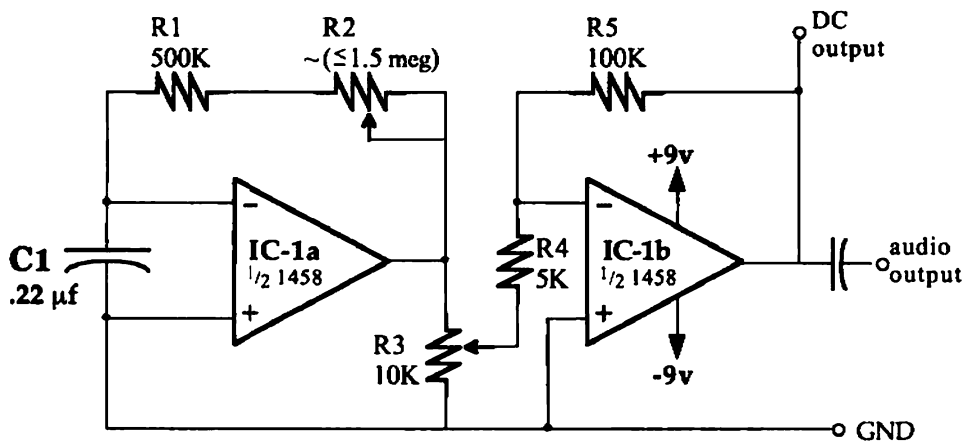 R1
500K
R2
~(≤1.5 meg)
R5
100K
DC
output
+9v
−
IC-1a
1/2 1458
+
C1
.22 µf
R4
5K
−
IC-1b
1/2 1458
+
audio
output
R3
10K
-9v
GND